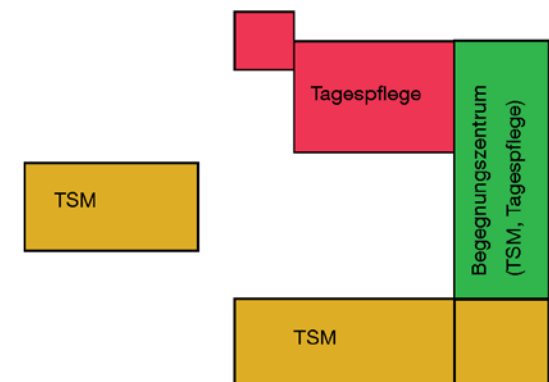 Tagespflege
TSM
Begegnungszentrum
(TSM, Tagespflege)
TSM